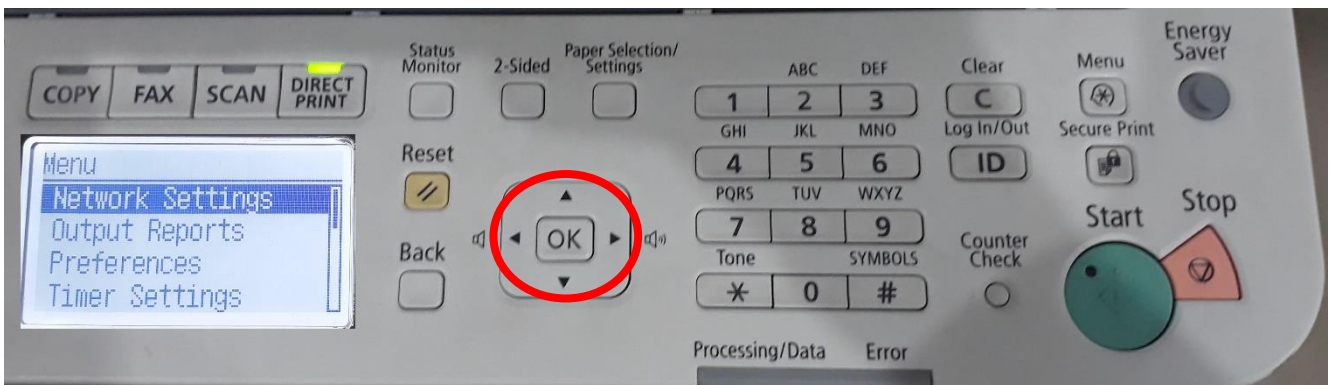 COPY
FAX
SCAN
DIRECT
PRINT
Menu
Network Settings
Output Reports
Preferences
Timer Settings
Status
Monitor
2-Sided
Paper Selection/
Settings
Reset
Back
OK
ABC
DEF
1
2
3
GHI
JKL
MNO
4
5
6
PQRS
TUV
WXYZ
7
8
9
Tone
SYMBOLS
0
#
Processing/Data
Error
Clear
C
Log In/Out
ID
Counter
Check
Menu
Secure Print
Energy
Saver
Start
Stop